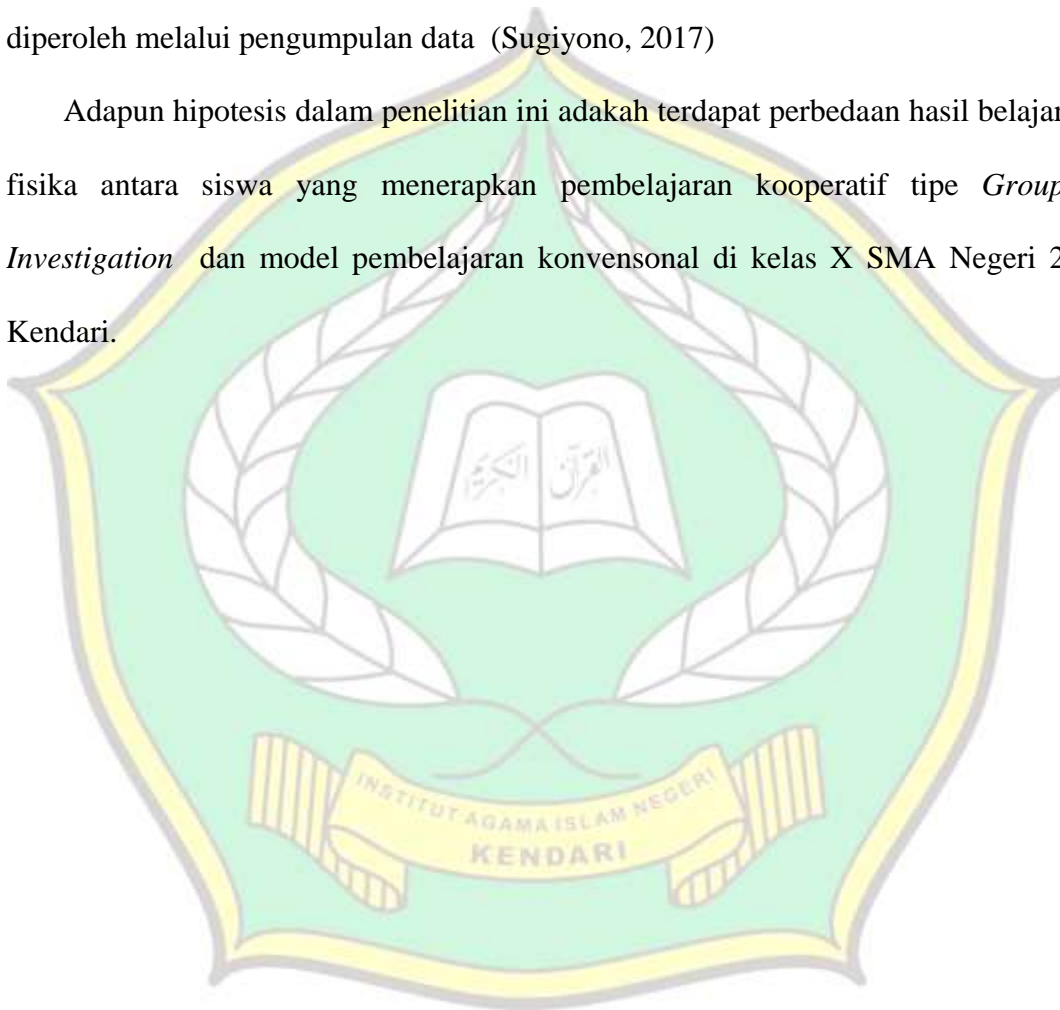 diperoleh melalui pengumpulan data (Sugiyono, 2017)
Adapun hipotesis dalam penelitian ini adakah terdapat perbedaan hasil belajar
fisika antara siswa yang menerapkan pembelajaran kooperatif tipe Group
Investigation dan model pembelajaran konvensonal di kelas X SMA Negeri 2
Kendari.
القرآن الكريم
INSTITUT AGAMA ISLAM NEGERI
KENDARI